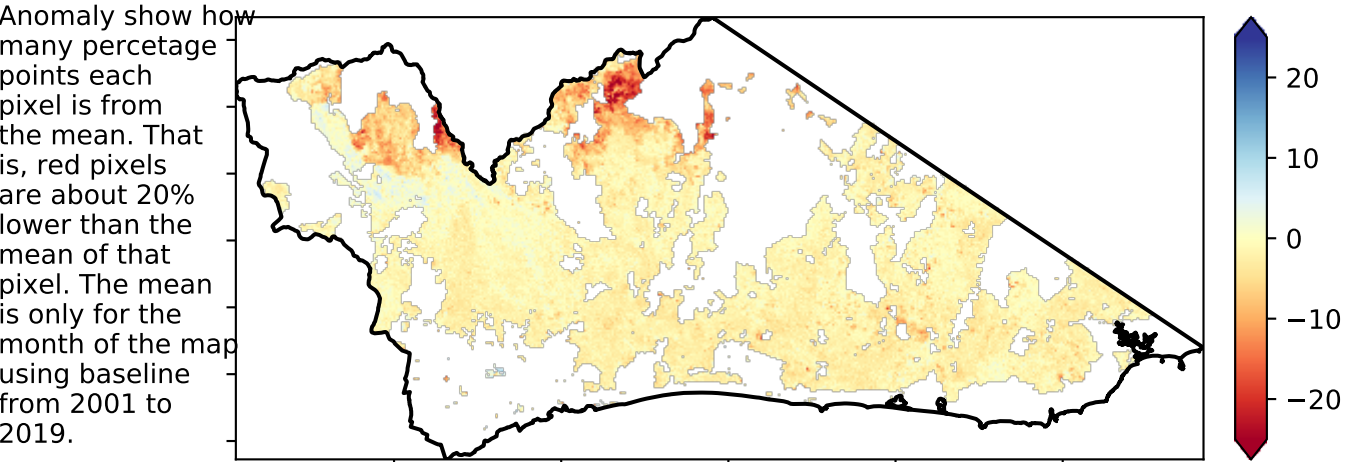 Anomaly show how
many percetage
points each
pixel is from
the mean. That
is, red pixels
are about 20%
lower than the
mean of that
pixel. The mean
is only for the
month of the map
using baseline
from 2001 to
2019.
20
10
0
−10
−20